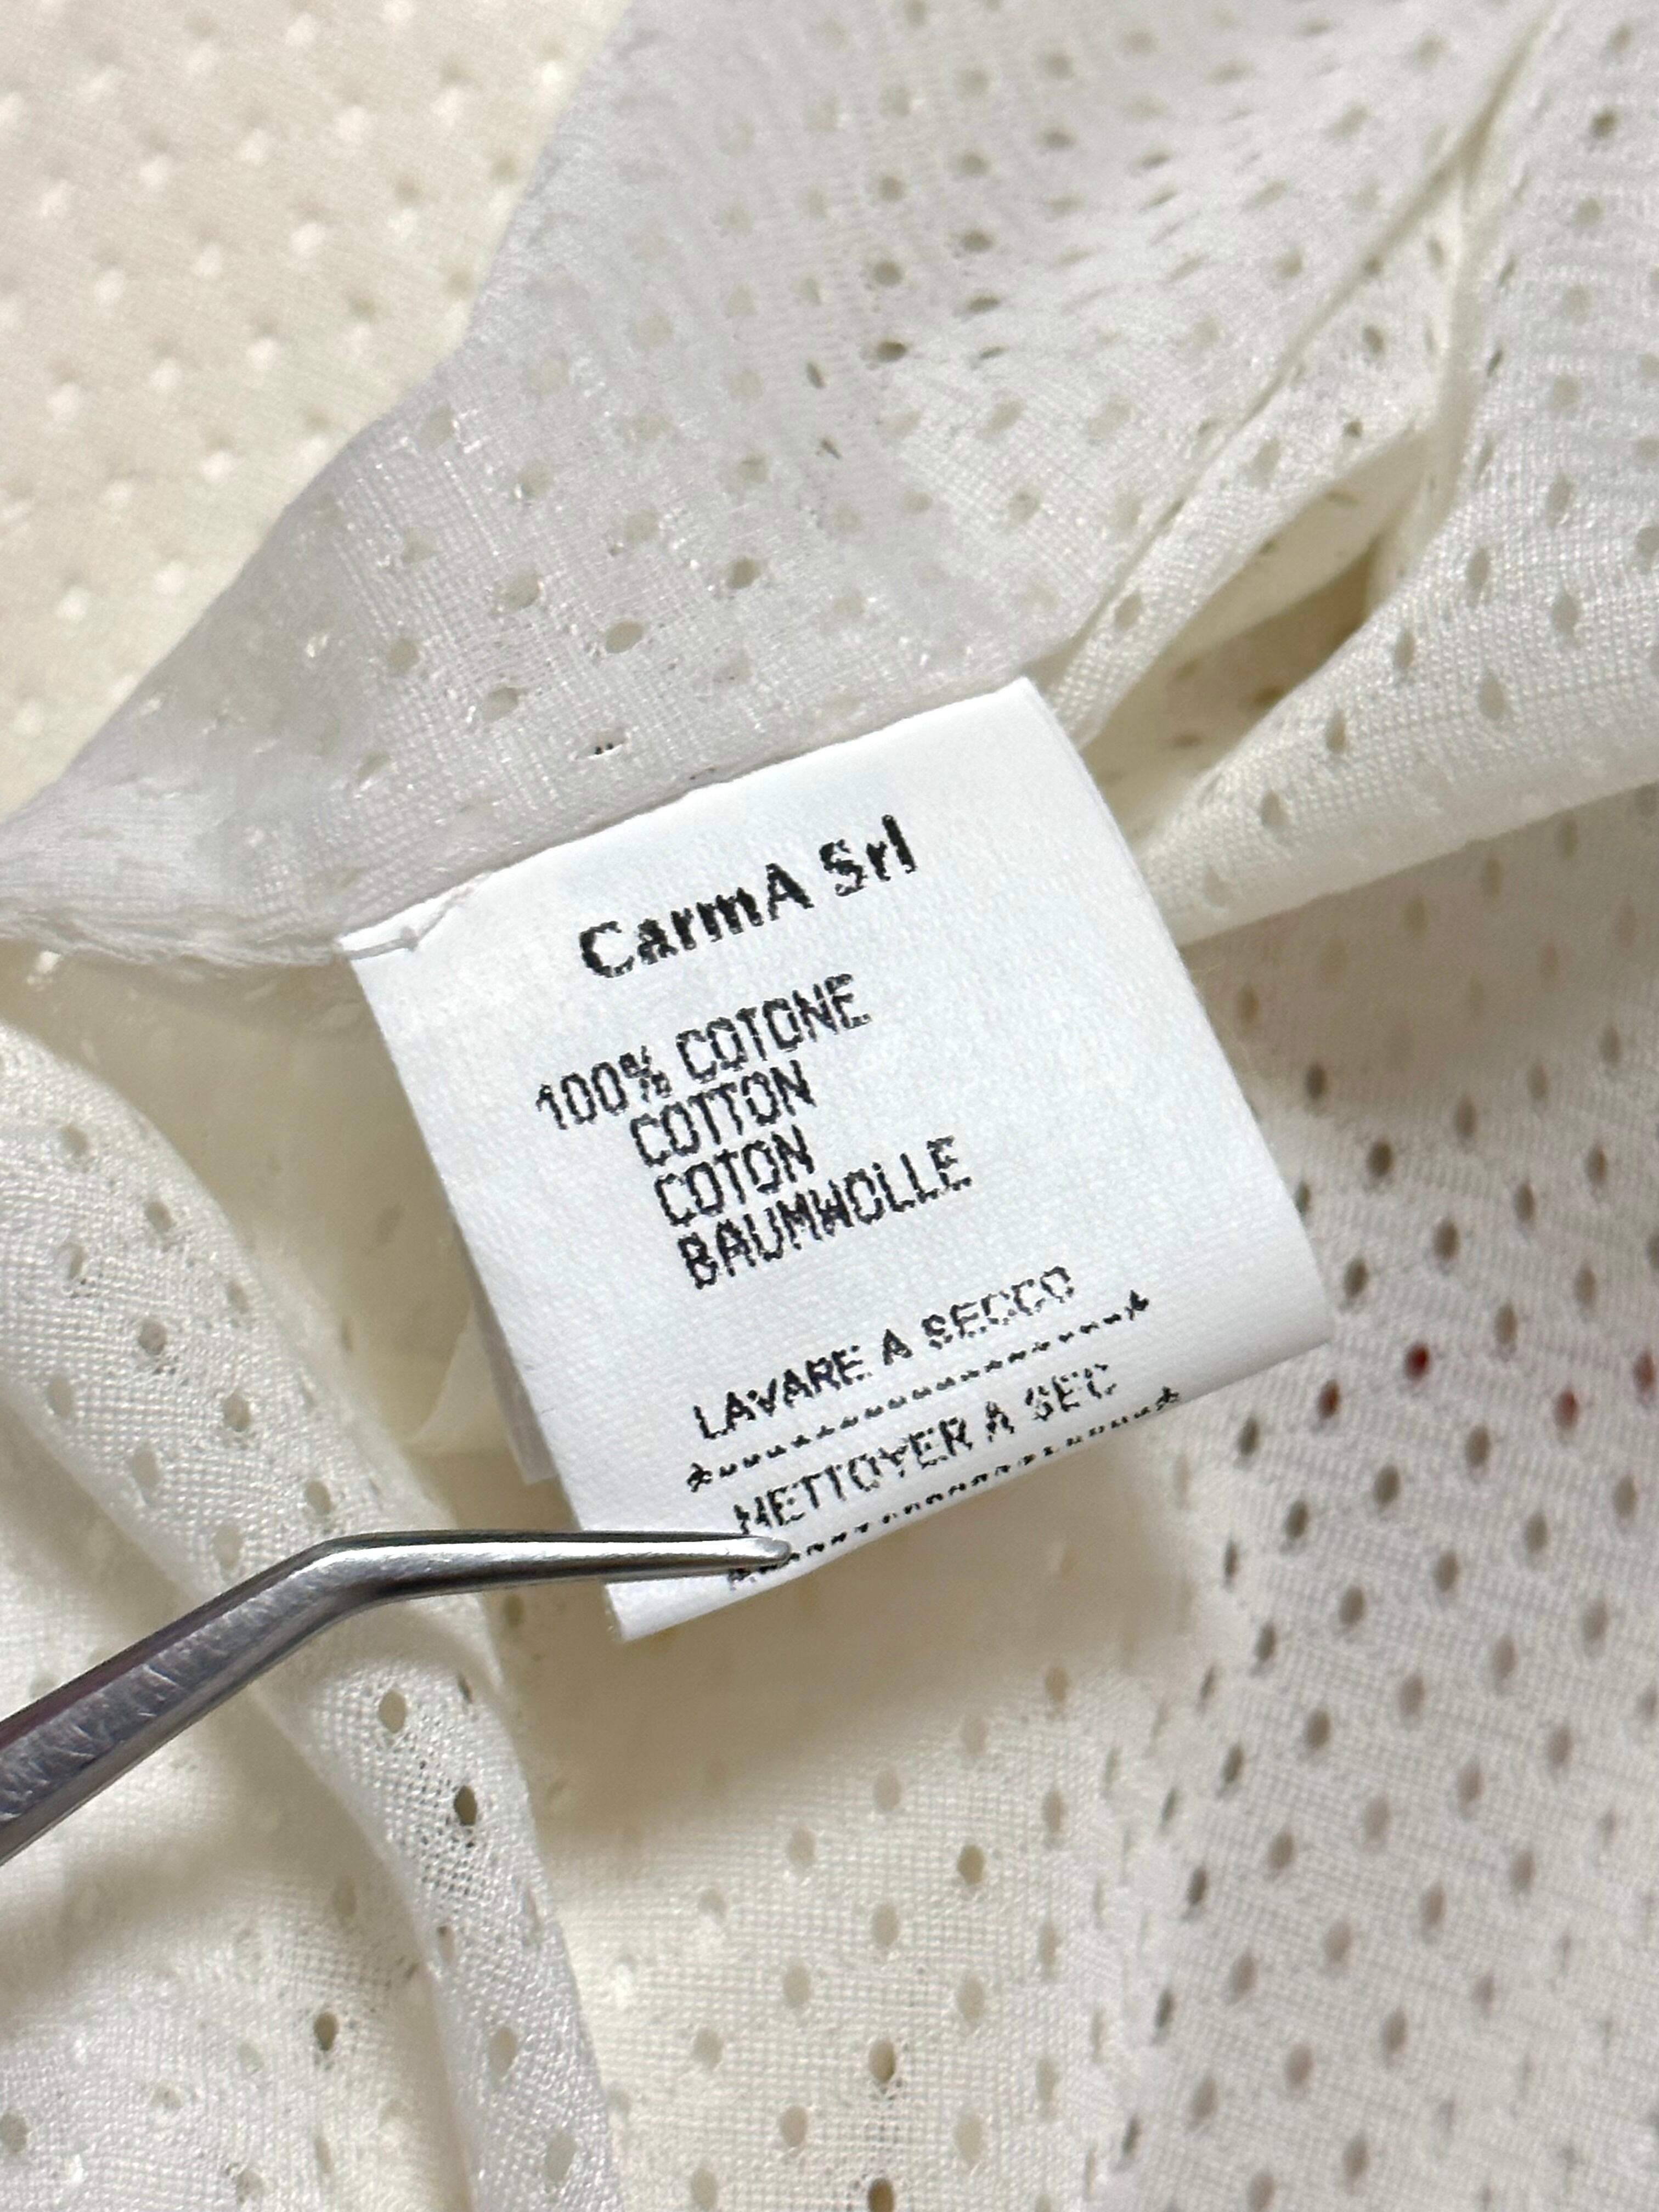 CarmA Srl
100% COTONE
COTTON
COTON
BAUMWOLLE
LAVARE A SECCO
NETTOYER A SEC